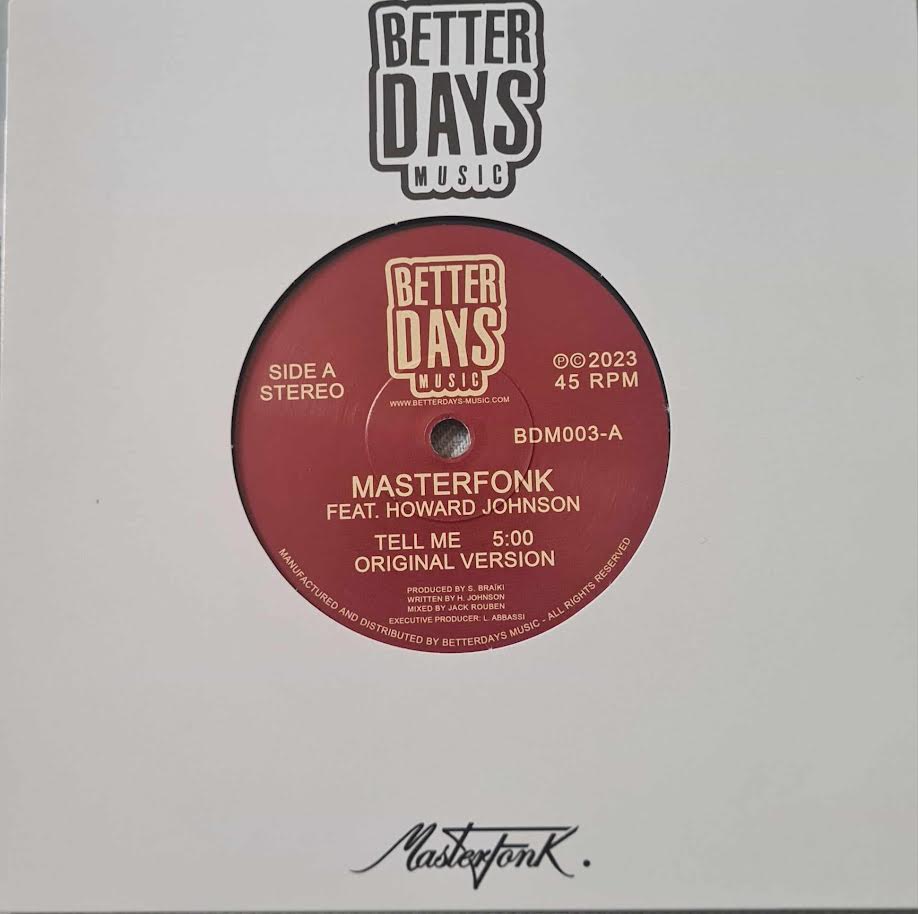 BETTER
DAYS
MUSIC
BETTER
DAYS
MUSIC
WWW.BETTERDAYS-MUSIC.COM
SIDE A
STEREO
℗©2023
45 RPM
BDM003-A
MASTERFONK
FEAT. HOWARD JOHNSON
TELL ME 5:00
ORIGINAL VERSION
PRODUCED BY S. BRAÏKI
WRITTEN BY H. JOHNSON
MIXED BY JACK ROUBEN
EXECUTIVE PRODUCER: L. ABBASSI
MANUFACTURED AND DISTRIBUTED BY BETTERDAYS MUSIC - ALL RIGHTS RESERVED
Masterfonk.